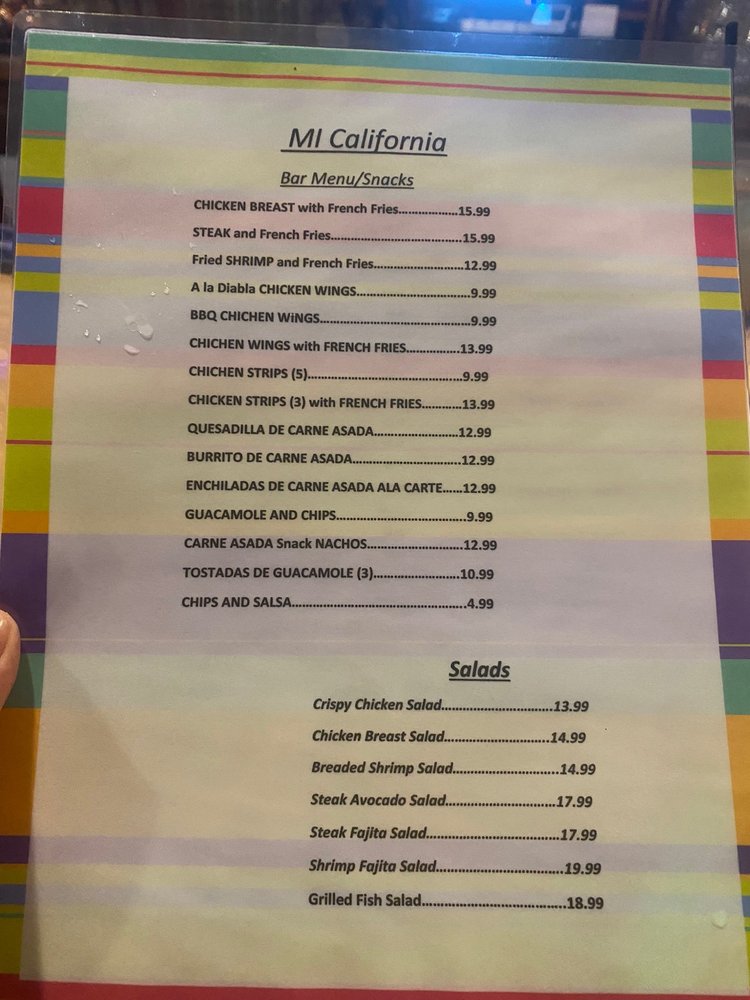 MI California
Bar Menu/Snacks
CHICKEN BREAST with French Fries..................15.99
STEAK and French Fries........................................15.99
Fried SHRIMP and French Fries...........................12.99
A la Diabla CHICKEN WINGS..................................9.99
BBQ CHICHEN WiNGS.............................................9.99
CHICHEN WINGS with FRENCH FRIES................13.99
CHICHEN STRIPS (5)...............................................9.99
CHICKEN STRIPS (3) with FRENCH FRIES............13.99
QUESADILLA DE CARNE ASADA.........................12.99
BURRITO DE CARNE ASADA................................12.99
ENCHILADAS DE CARNE ASADA ALA CARTE......12.99
GUACAMOLE AND CHIPS.......................................9.99
CARNE ASADA Snack NACHOS.............................12.99
TOSTADAS DE GUACAMOLE (3)..........................10.99
CHIPS AND SALSA.....................................................4.99
Salads
Crispy Chicken Salad.................................13.99
Chicken Breast Salad................................14.99
Breaded Shrimp Salad................................14.99
Steak Avocado Salad.................................17.99
Steak Fajita Salad........................................17.99
Shrimp Fajita Salad......................................19.99
Grilled Fish Salad...........................................18.99